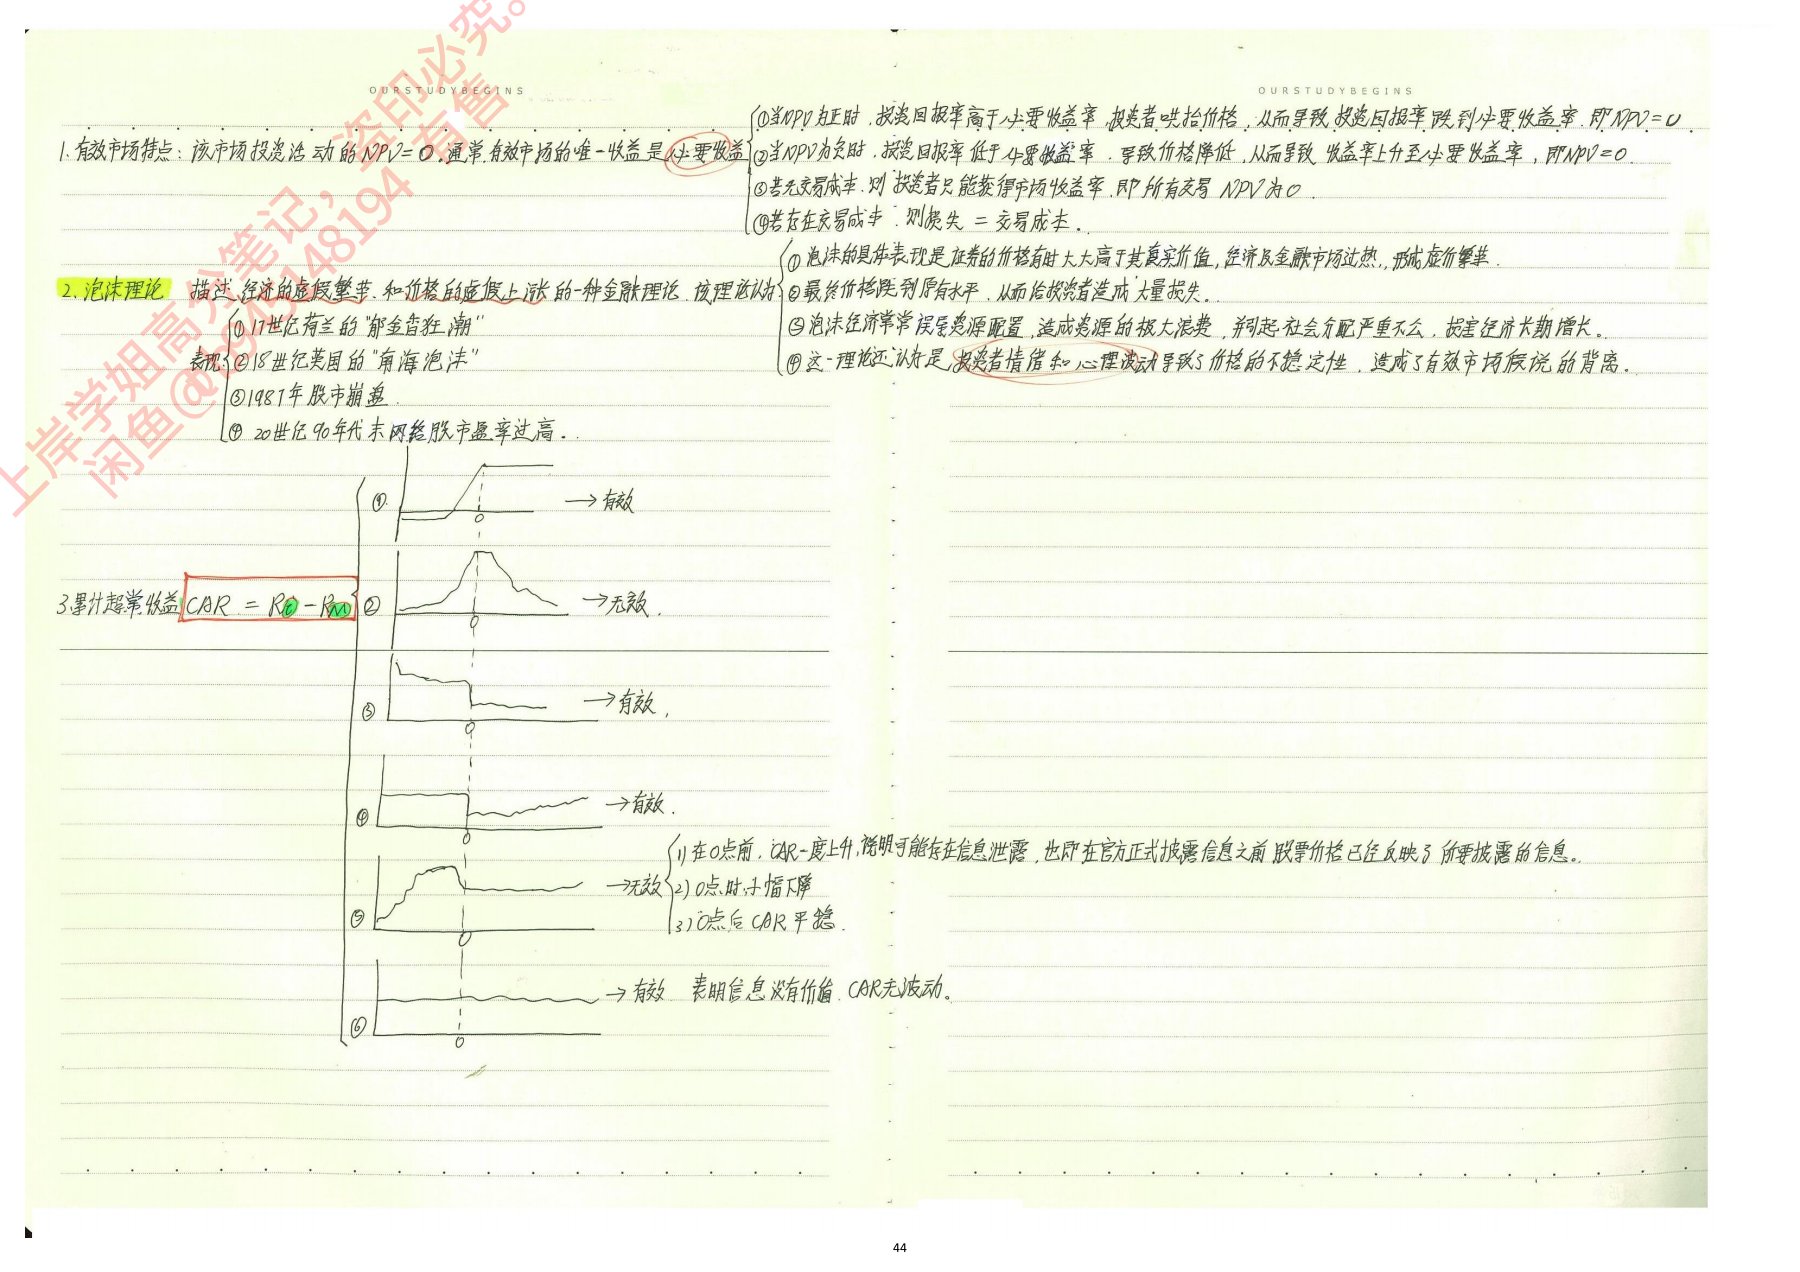 OURSTUDYBEGINS
OURSTUDYBEGINS
1.有效市场特点：该市场投资活动的NPV=0，通常有效市场的唯一收益是必要收益
①当NPV为正时，投资回报率高于必要收益率，投资者哄抬价格，从而导致投资回报率跌到必要收益率，即NPV=0
②当NPV为负时，投资回报率低于必要收益率，导致价格降低，从而导致收益率上升至必要收益率，即NPV=0.
③若无交易成本，则投资者只能获得市场收益率，即所有交易NPV为0.
④若存在交易成本，则损失=交易成本.
2.泡沫理论 描述经济的虚假繁荣和价格的虚假上涨的一种金融理论，该理论认为
①泡沫的具体表现是证券的价格有时大大高于其真实价值，经济及金融市场过热，形成虚价繁荣.
②最终价格跌到原有水平，从而给投资者造成大量损失。
③泡沫经济常常误导资源配置，造成资源的极大浪费，并引起社会分配严重不公，损害经济长期增长。
④这一理论还认为是投资者情绪和心理波动导致了价格的不稳定性，造成了有效市场假说的背离。
表现
①17世纪荷兰的"郁金香狂潮"
②18世纪英国的"南海泡沫"
③1987年股市崩盘.
④20世纪90年代末网络股市盈率过高.
3.累计超常收益 CAR = Ri - RM
① 0 →有效
② 0 →无效.
③ 0 →有效.
④ 0 →有效.
⑤ 0 →无效
1)在0点前，CAR一度上升，说明可能存在信息泄露，也即在官方正式披露信息之前股票价格已经反映了所要披露的信息。
2)0点时小幅下降
3)0点后CAR平稳.
⑥ 0 →有效 表明信息没有价值，CAR无波动。
上岸学姐高分笔记，盗印必究。
闲鱼@tb945148194 有售
44